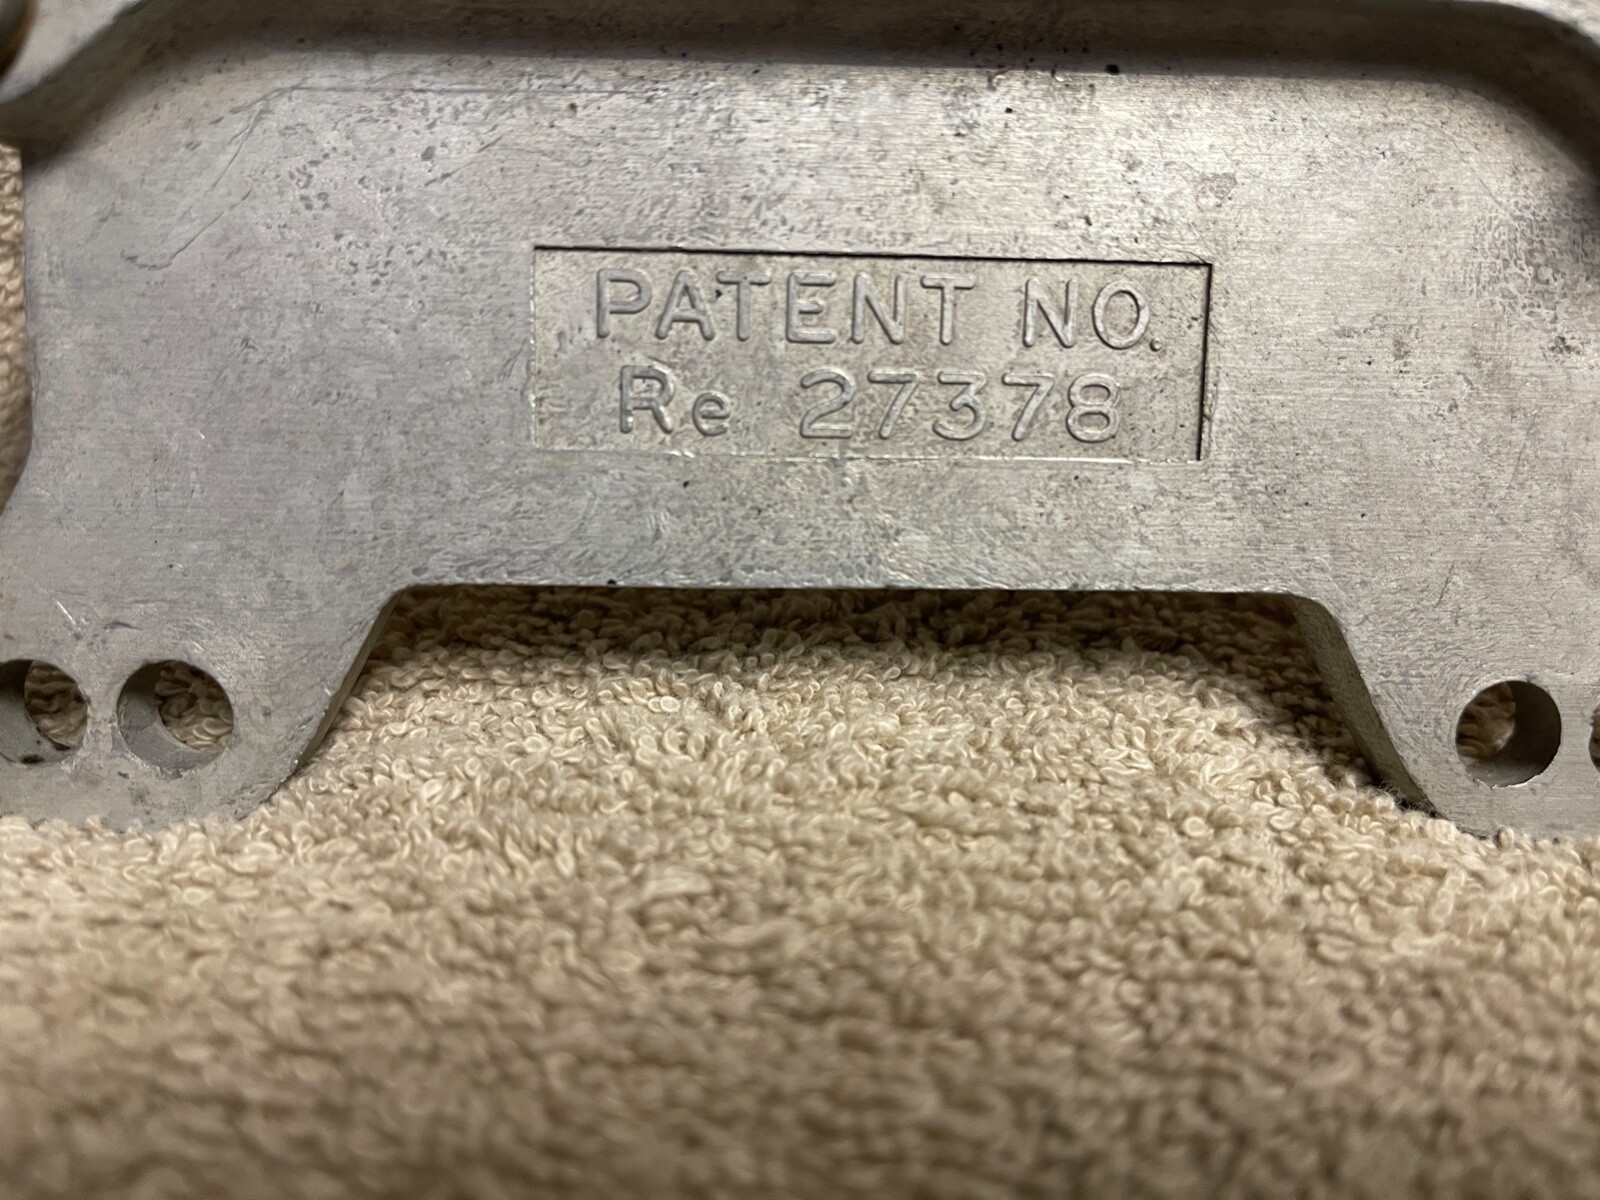 PATENT NO.
Re 27378